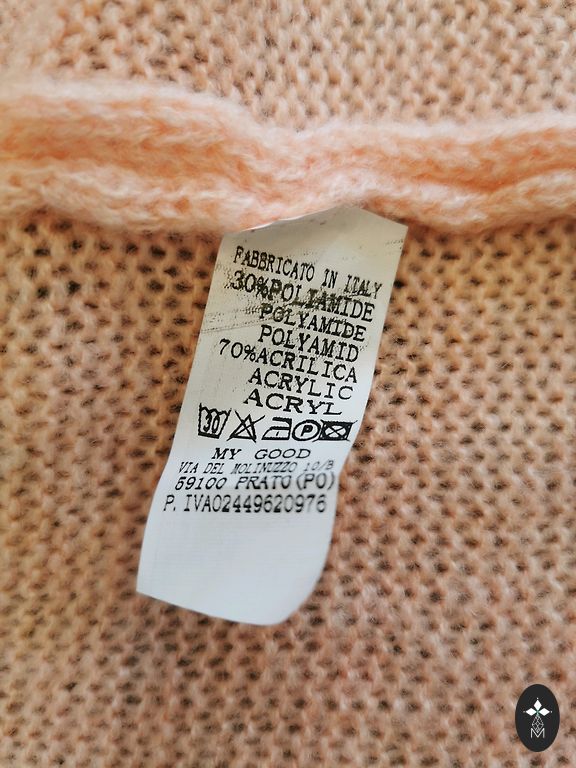 FABBRICATO IN ITALY
30%POLIAMIDE
POLYAMIDE
POLYAMID
70%ACRILICA
ACRYLIC
ACRYL
30 P
MY GOOD
VIA DEL MOLINUZZO 10/B
59100 PRATO (PO)
P. IVA02449620976
M